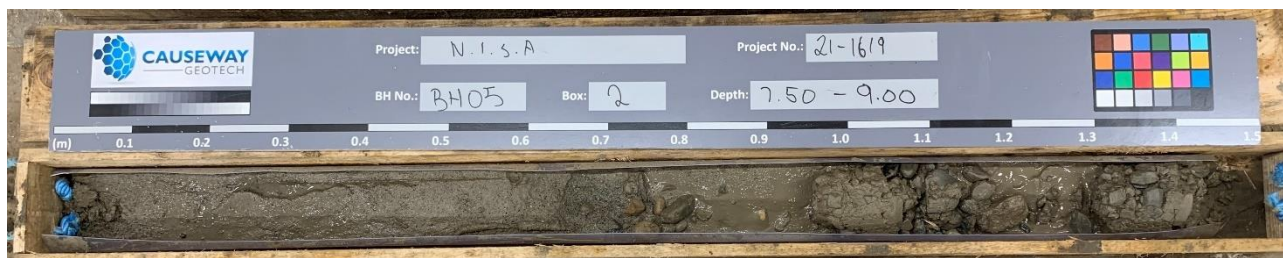 CAUSEWAY
GEOTECH
Project: N.I.S.A
Project No.: 21-1619
BH No.: BH05
Box: 2
Depth: 7.50 - 9.00
(m) 0.1 0.2 0.3 0.4 0.5 0.6 0.7 0.8 0.9 1.0 1.1 1.2 1.3 1.4 1.5